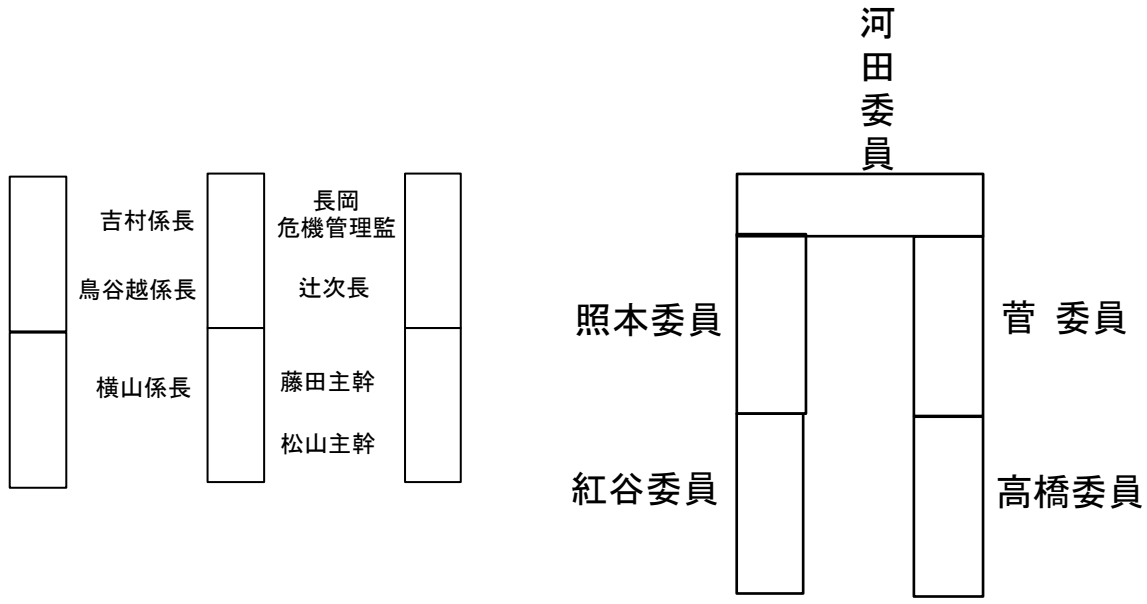 河田委員
長岡
危機管理監
吉村係長
鳥谷越係長
辻次長
照本委員
菅 委員
横山係長
藤田主幹
松山主幹
紅谷委員
高橋委員